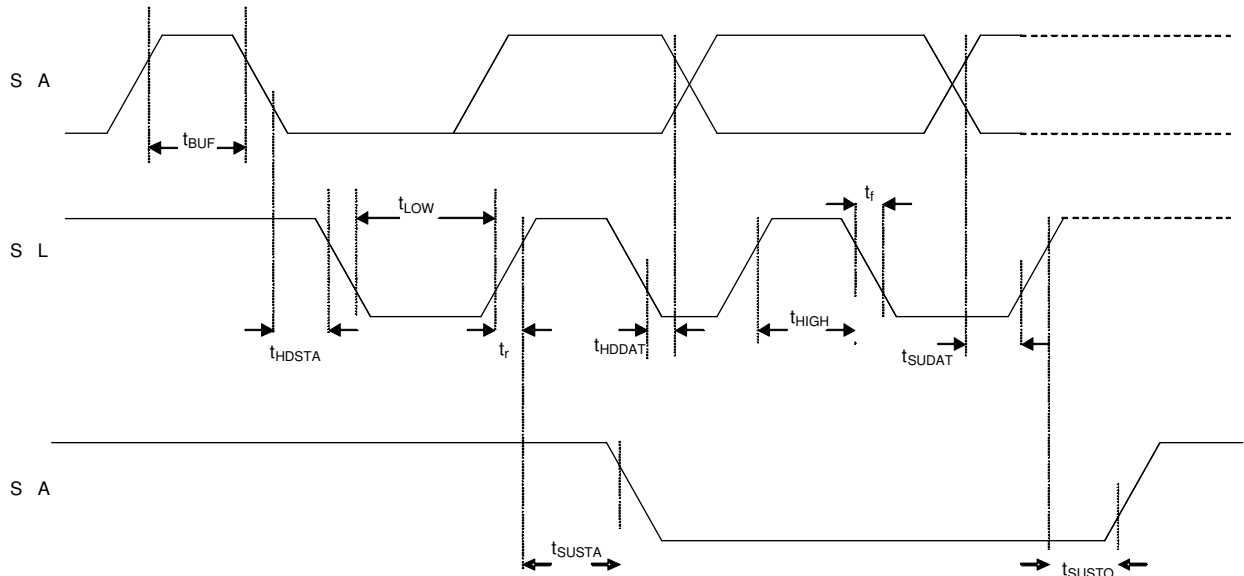 S A
tBUF
tLOW
tf
S L
tHDSTA
tr
tHDDAT
tHIGH
tSUDAT
S A
tSUSTA
tSUSTO